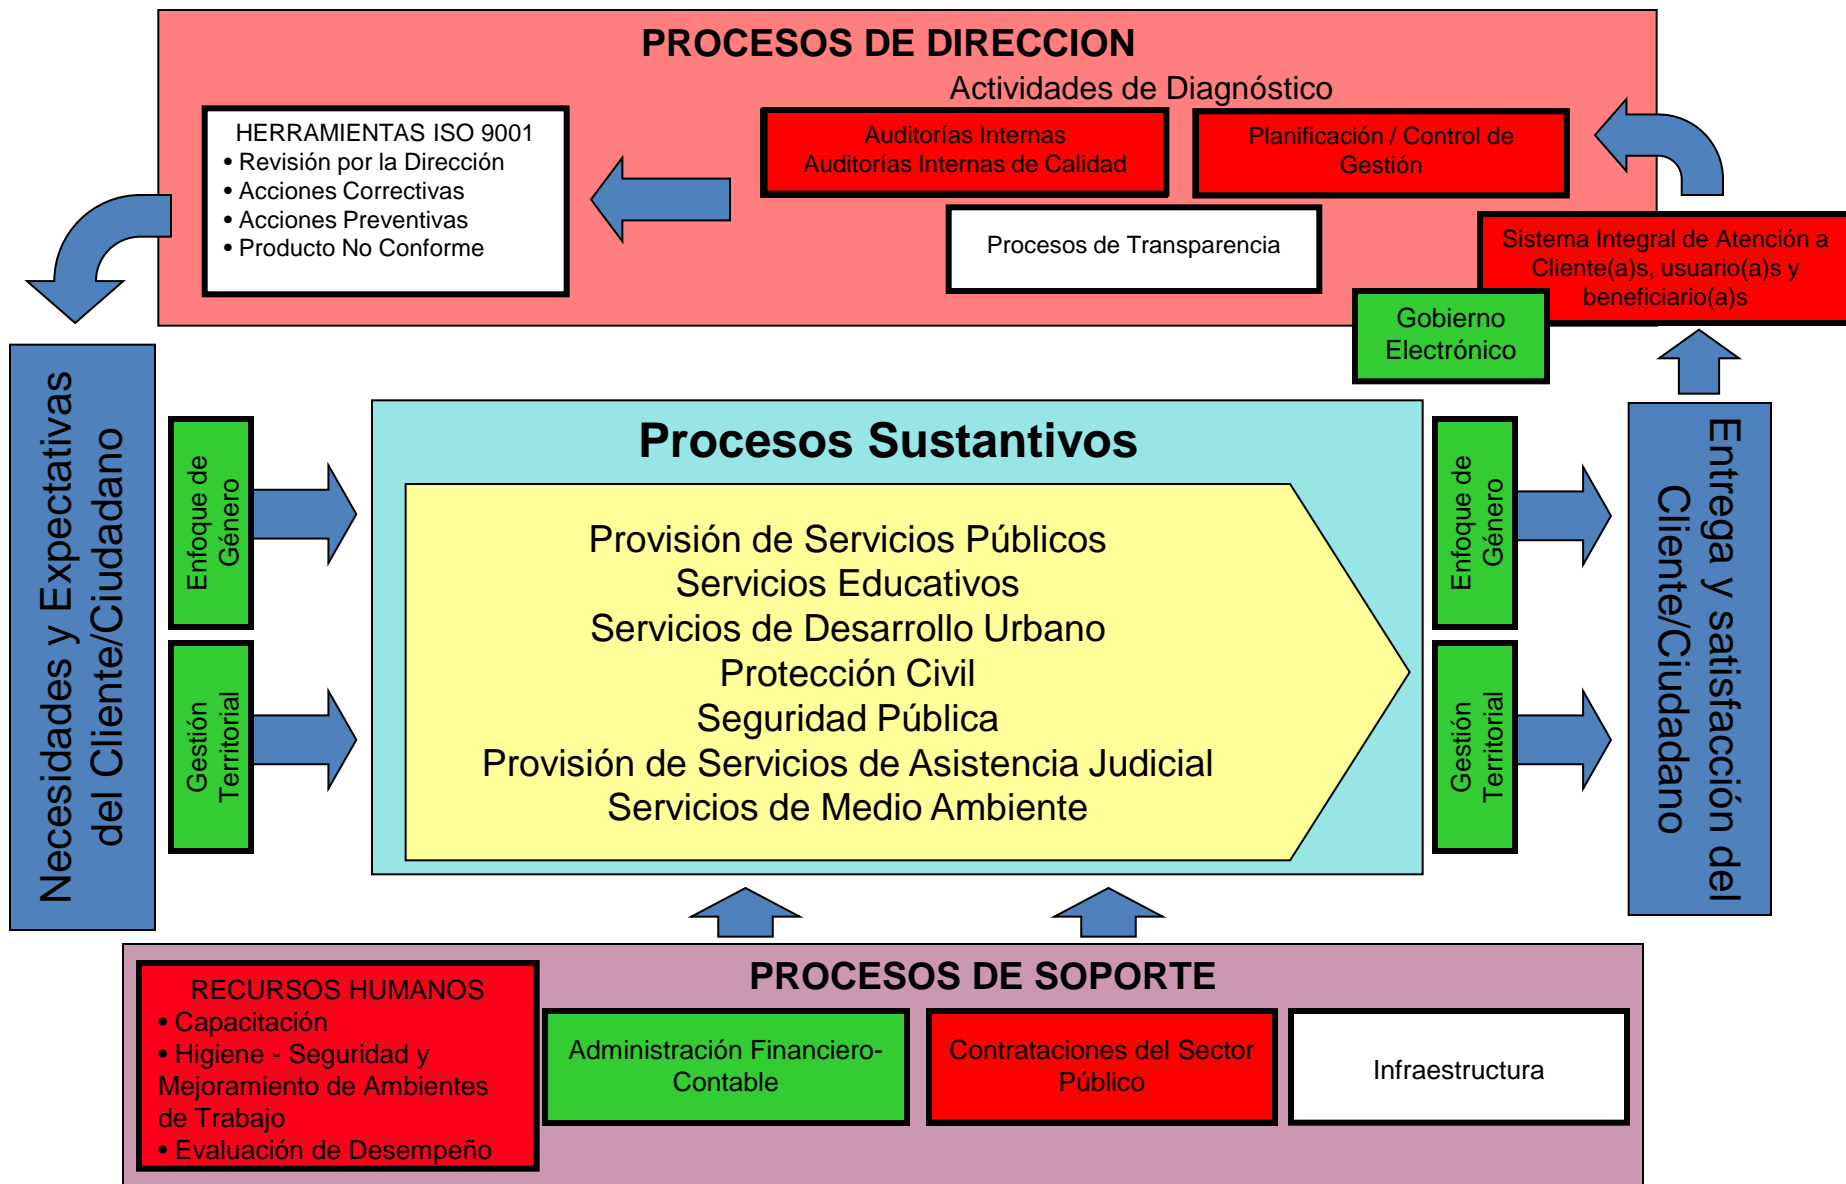 PROCESOS DE DIRECCION
Actividades de Diagnóstico
HERRAMIENTAS ISO 9001
• Revisión por la Dirección
• Acciones Correctivas
• Acciones Preventivas
• Producto No Conforme
Auditorías Internas
Auditorías Internas de Calidad
Planificación / Control de
Gestión
Procesos de Transparencia
Sistema Integral de Atención a
Cliente(a)s, usuario(a)s y
beneficiario(a)s
Gobierno
Electrónico
Necesidades y Expectativas
del Cliente/Ciudadano
Enfoque de
Género
Gestión
Territorial
Procesos Sustantivos
Provisión de Servicios Públicos
Servicios Educativos
Servicios de Desarrollo Urbano
Protección Civil
Seguridad Pública
Provisión de Servicios de Asistencia Judicial
Servicios de Medio Ambiente
Enfoque de
Género
Gestión
Territorial
Entrega y satisfacción del
Cliente/Ciudadano
PROCESOS DE SOPORTE
RECURSOS HUMANOS
• Capacitación
• Higiene - Seguridad y
Mejoramiento de Ambientes
de Trabajo
• Evaluación de Desempeño
Administración Financiero-
Contable
Contrataciones del Sector
Público
Infraestructura